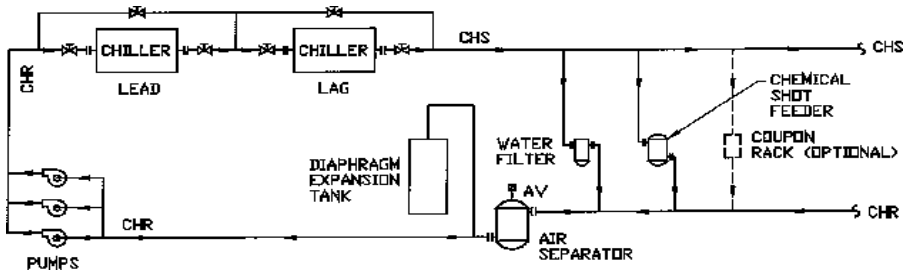 CHILLER
CHILLER
CHS
CHS
CHR
LEAD
LAG
CHEMICAL
SHOT
FEEDER
WATER
FILTER
COUPON
RACK (OPTIONAL)
DIAPHRAGM
EXPANSION
TANK
AV
CHR
CHR
AIR
SEPARATOR
PUMPS